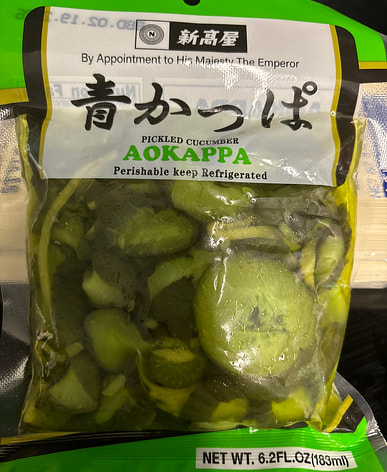 N
新高屋
By Appointment to His Majesty The Emperor
青かっぱ
PICKLED CUCUMBER
AOKAPPA
Perishable keep Refrigerated
NET WT. 6.2FL.OZ(183ml)